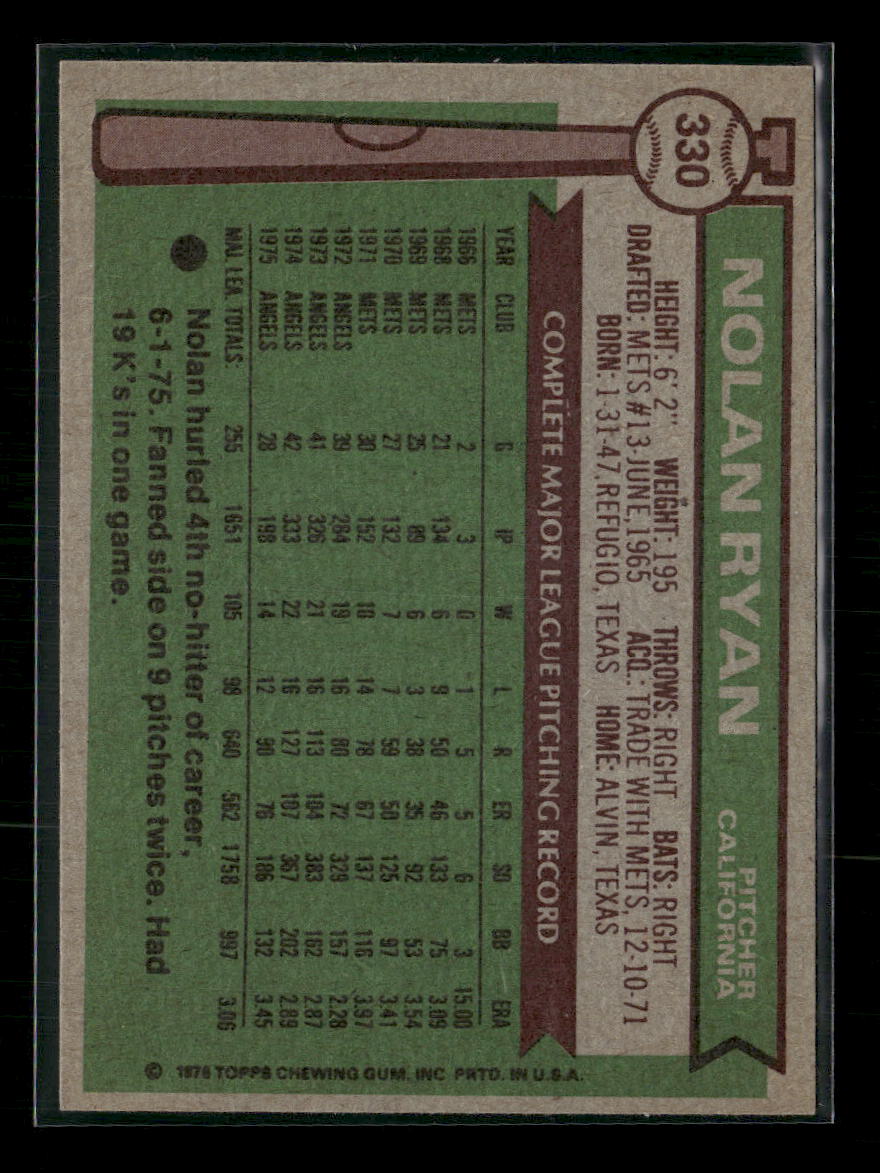 330
NOLAN RYAN
PITCHER
CALIFORNIA
HEIGHT: 6' 2" WEIGHT: 195 THROWS: RIGHT BATS: RIGHT
DRAFTED: METS #13-JUNE, 1965 ACQ.: TRADE WITH METS, 12-10-71
BORN: 1-31-47, REFUGIO, TEXAS HOME: ALVIN, TEXAS
COMPLETE MAJOR LEAGUE PITCHING RECORD
YEAR CLUB G IP W L R ER SO BB ERA
1966 METS 2 3 0 1 5 5 6 3 15.00
1968 METS 21 134 6 9 50 46 133 75 3.09
1969 METS 25 89 6 3 38 35 92 53 3.54
1970 METS 27 132 7 7 59 50 125 97 3.41
1971 METS 30 152 10 14 78 67 137 116 3.97
1972 ANGELS 39 284 19 16 80 72 329 157 2.28
1973 ANGELS 41 326 21 16 113 104 383 162 2.87
1974 ANGELS 42 333 22 16 127 107 367 202 2.89
1975 ANGELS 28 198 14 12 90 76 186 132 3.45
MAJ. LEA. TOTALS: 255 1651 105 98 640 562 1758 997 3.06
Nolan hurled 4th no-hitter of career,
6-1-75. Fanned side on 9 pitches twice. Had
19 K's in one game.
© 1976 TOPPS CHEWING GUM, INC PRTD. IN U.S.A.